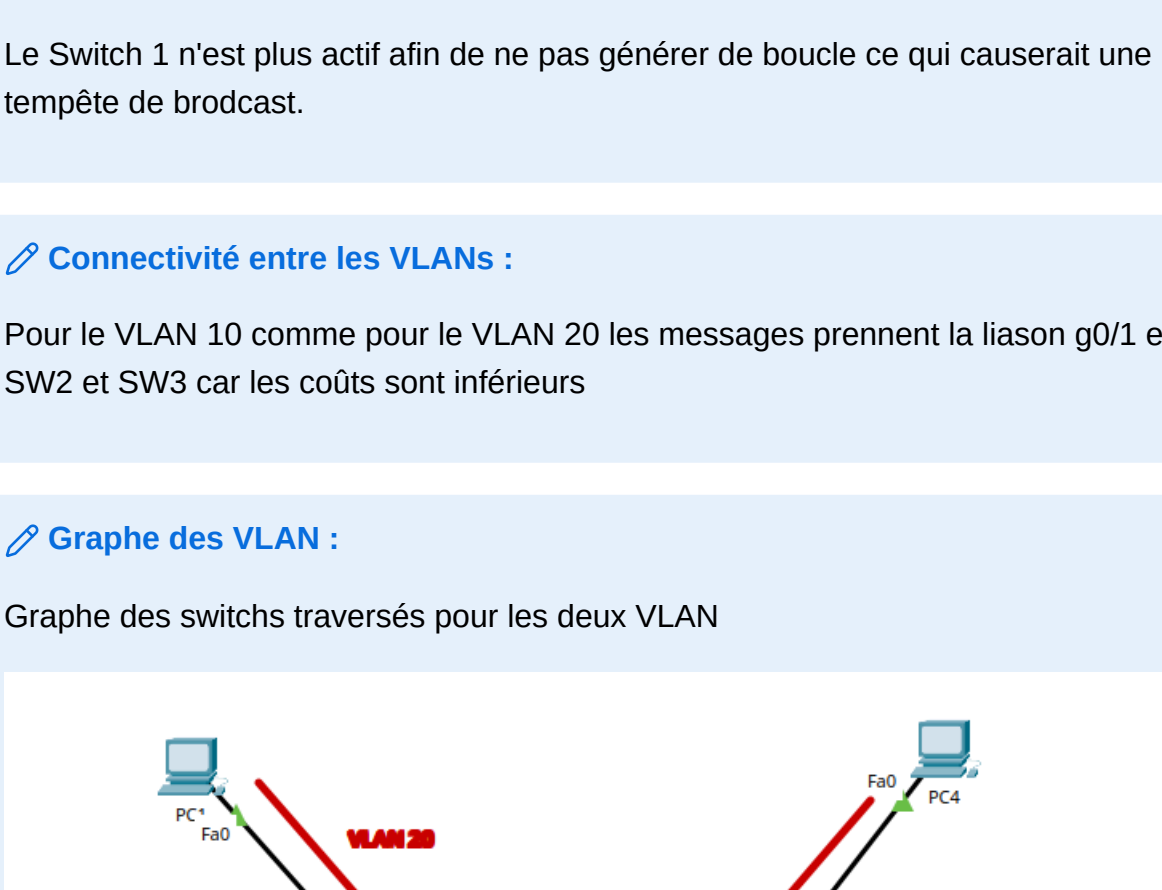 Le Switch 1 n'est plus actif afin de ne pas générer de boucle ce qui causerait une
tempête de brodcast.
Connectivité entre les VLANs :
Pour le VLAN 10 comme pour le VLAN 20 les messages prennent la liason g0/1 e
SW2 et SW3 car les coûts sont inférieurs
Graphe des VLAN :
Graphe des switchs traversés pour les deux VLAN
Fa0
PC4
PC1
Fa0
VLAN 20